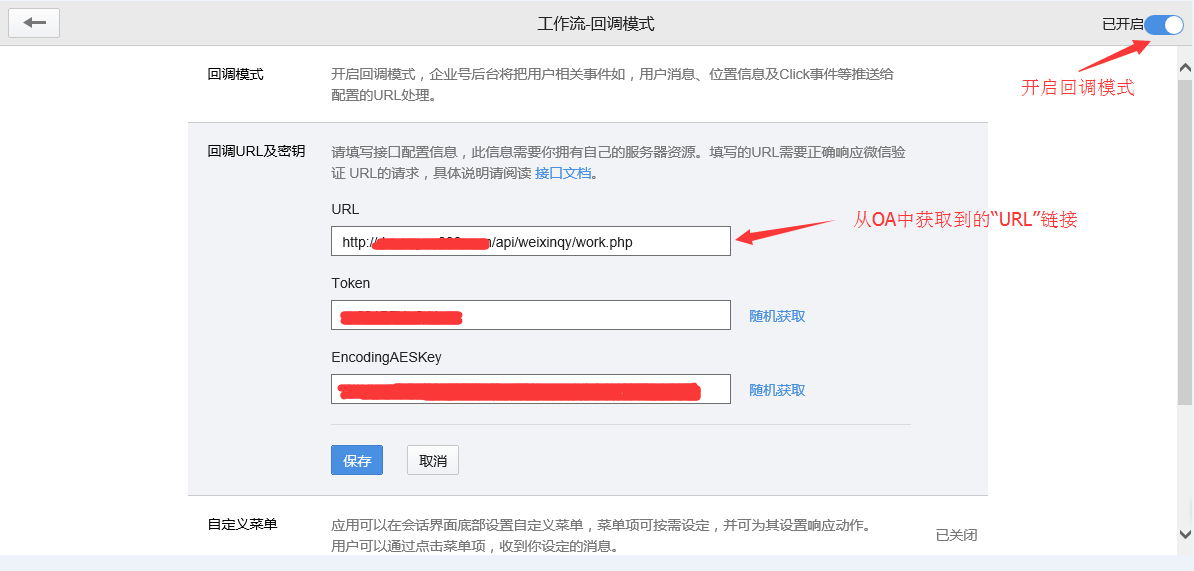 工作流-回调模式
已开启
开启回调模式
回调模式
开启回调模式，企业号后台将把用户相关事件如，用户消息、位置信息及Click事件等推送给
配置的URL处理。
回调URL及密钥
请填写接口配置信息，此信息需要你拥有自己的服务器资源。填写的URL需要正确响应微信验
证 URL的请求，具体说明请阅读 接口文档。
URL
http:// /api/weixinqy/work.php
从OA中获取到的“URL”链接
Token
随机获取
EncodingAESKey
随机获取
保存
取消
自定义菜单
应用可以在会话界面底部设置自定义菜单，菜单项可按需设定，并可为其设置响应动作。
用户可以通过点击菜单项，收到你设定的消息。
已关闭